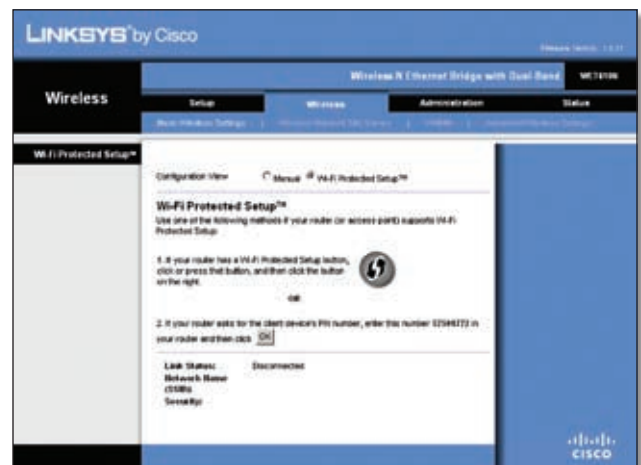 LINKSYS® by Cisco
Wireless-N Ethernet Bridge with Dual-Band
WET610N
Wireless
Setup
Wireless
Administration
Status
Basic Wireless Settings
Wi-Fi Protected Setup™
Configuration View
Manual
Wi-Fi Protected Setup™
Wi-Fi Protected Setup™
Use one of the following methods if your router (or access point) supports Wi-Fi
Protected Setup
1. If your router has a Wi-Fi Protected Setup button,
click or press that button, and then click the button
on the right.
OR
2. If your router asks for the client device's PIN number, enter this number in
your router and then click OK
Link Status: Disconnected
Network Name
(SSID):
Security:
CISCO